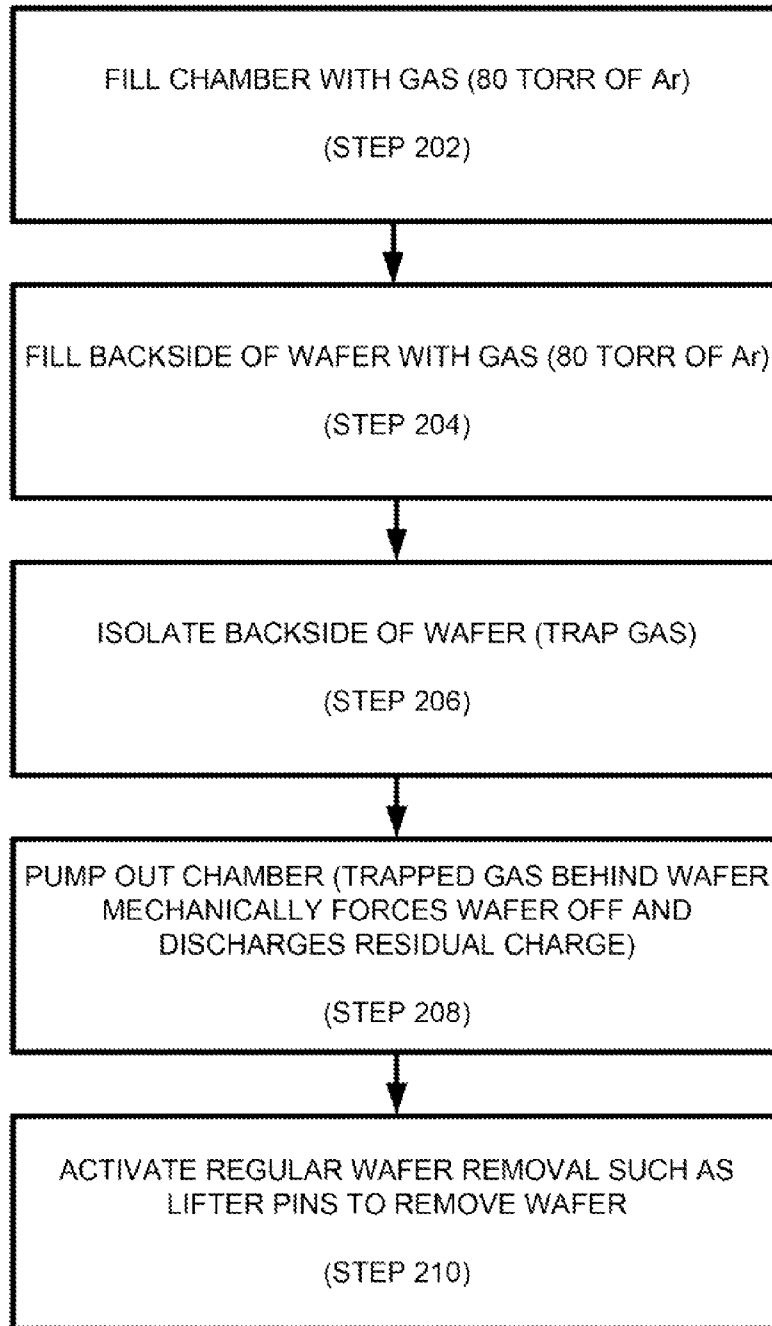 FILL CHAMBER WITH GAS (80 TORR OF Ar)
(STEP 202)
FILL BACKSIDE OF WAFER WITH GAS (80 TORR OF Ar)
(STEP 204)
ISOLATE BACKSIDE OF WAFER (TRAP GAS)
(STEP 206)
PUMP OUT CHAMBER (TRAPPED GAS BEHIND WAFER
MECHANICALLY FORCES WAFER OFF AND
DISCHARGES RESIDUAL CHARGE)
(STEP 208)
ACTIVATE REGULAR WAFER REMOVAL SUCH AS
LIFTER PINS TO REMOVE WAFER
(STEP 210)